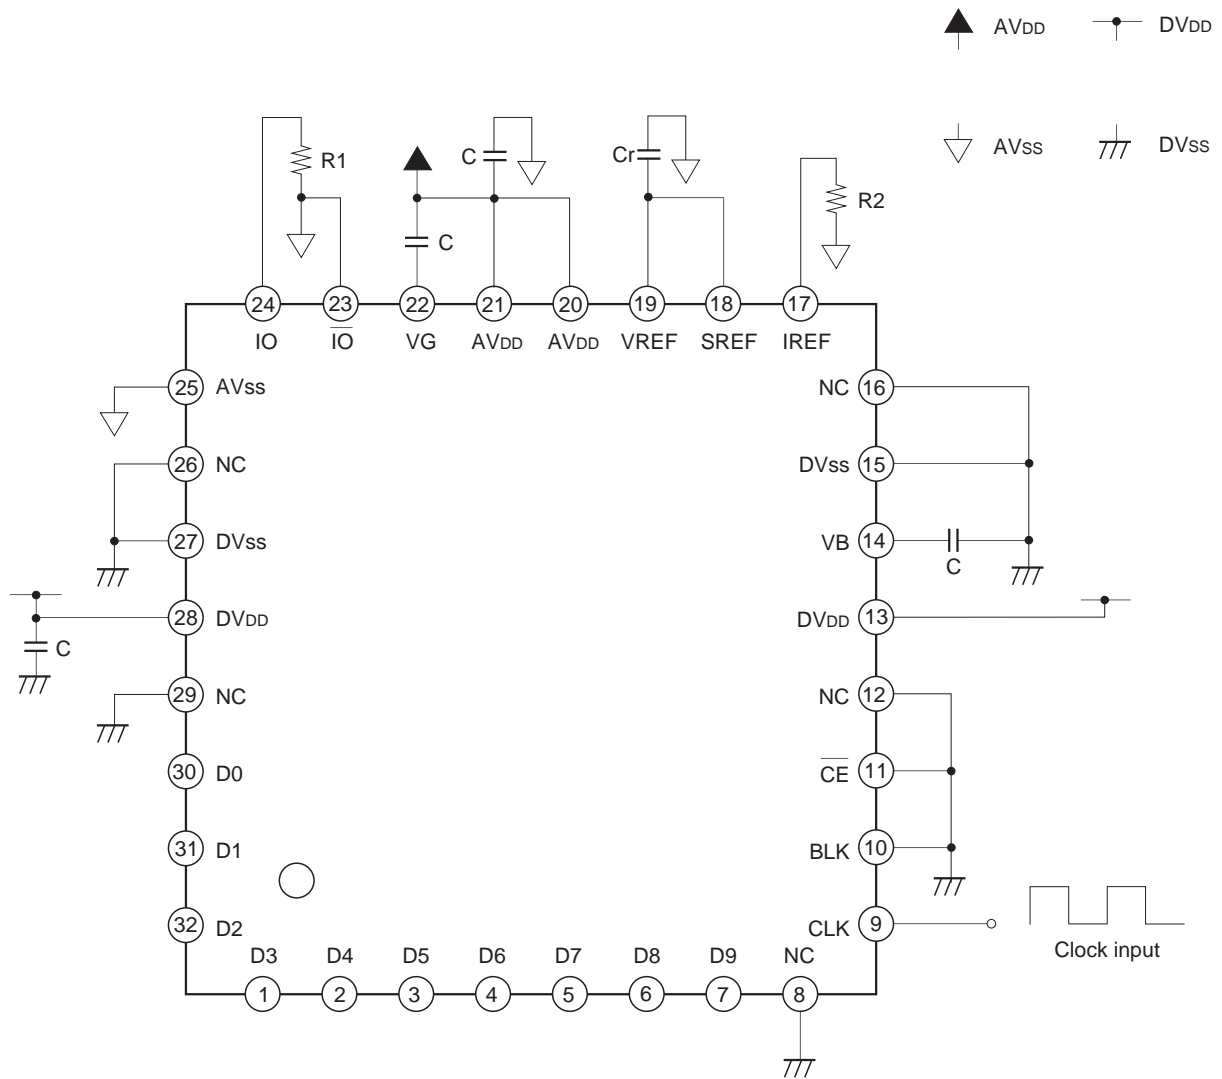 AVDD DVDD
AVSS DVSS
R1 C Cr R2
C
24 23 22 21 20 19 18 17
IO IO VG AVDD AVDD VREF SREF IREF
25 AVSS NC 16
26 NC DVSS 15
27 DVSS VB 14
C
28 DVDD DVDD 13
C
29 NC NC 12
30 D0 CE 11
31 D1 BLK 10
32 D2 CLK 9
Clock input
D3 D4 D5 D6 D7 D8 D9 NC
1 2 3 4 5 6 7 8